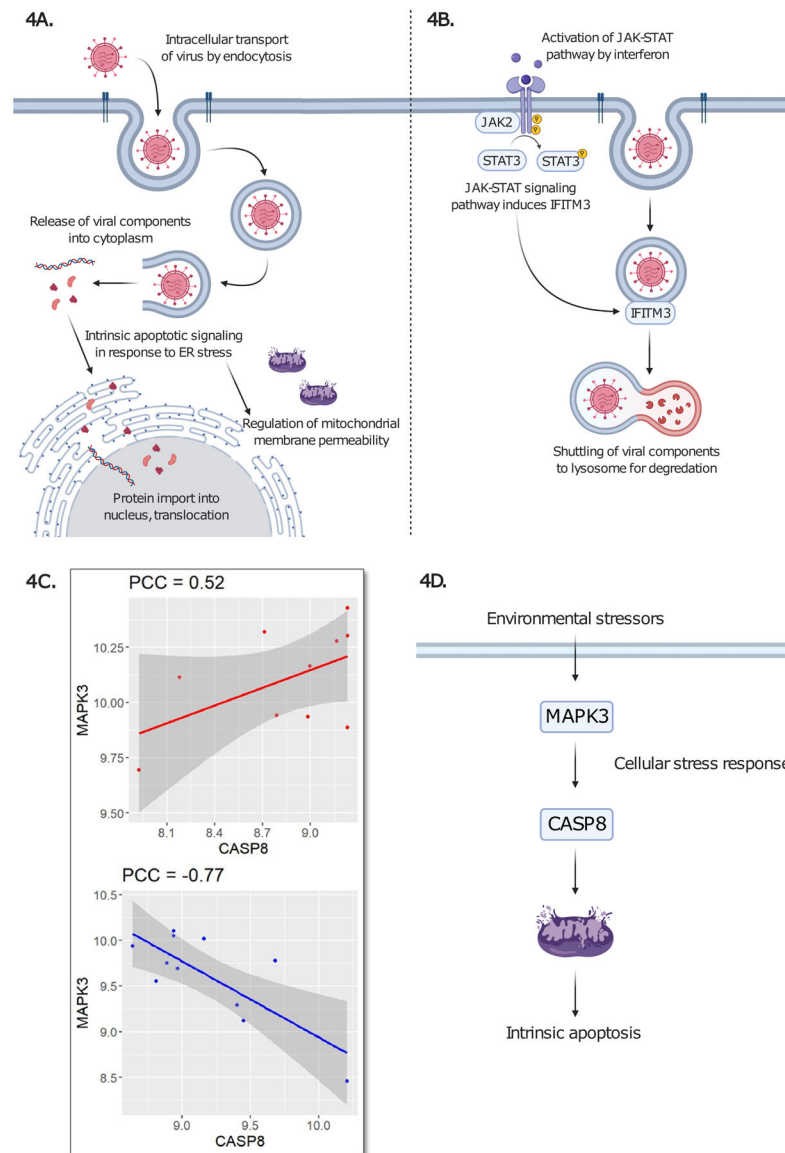 4A.
Intracellular transport
of virus by endocytosis
Release of viral components
into cytoplasm
Intrinsic apoptotic signaling
in response to ER stress
Regulation of mitochondrial
membrane permeability
Protein import into
nucleus, translocation
4B.
Activation of JAK-STAT
pathway by interferon
JAK2
P
P
STAT3
STAT3
P
JAK-STAT signaling
pathway induces IFITM3
IFITM3
Shuttling of viral components
to lysosome for degredation
4C.
PCC = 0.52
MAPK3
10.25
10.00
9.75
9.50
8.1 8.4 8.7 9.0
CASP8
PCC = -0.77
MAPK3
10.5
10.0
9.5
9.0
8.5
9.0 9.5 10.0
CASP8
4D.
Environmental stressors
MAPK3
Cellular stress response
CASP8
Intrinsic apoptosis